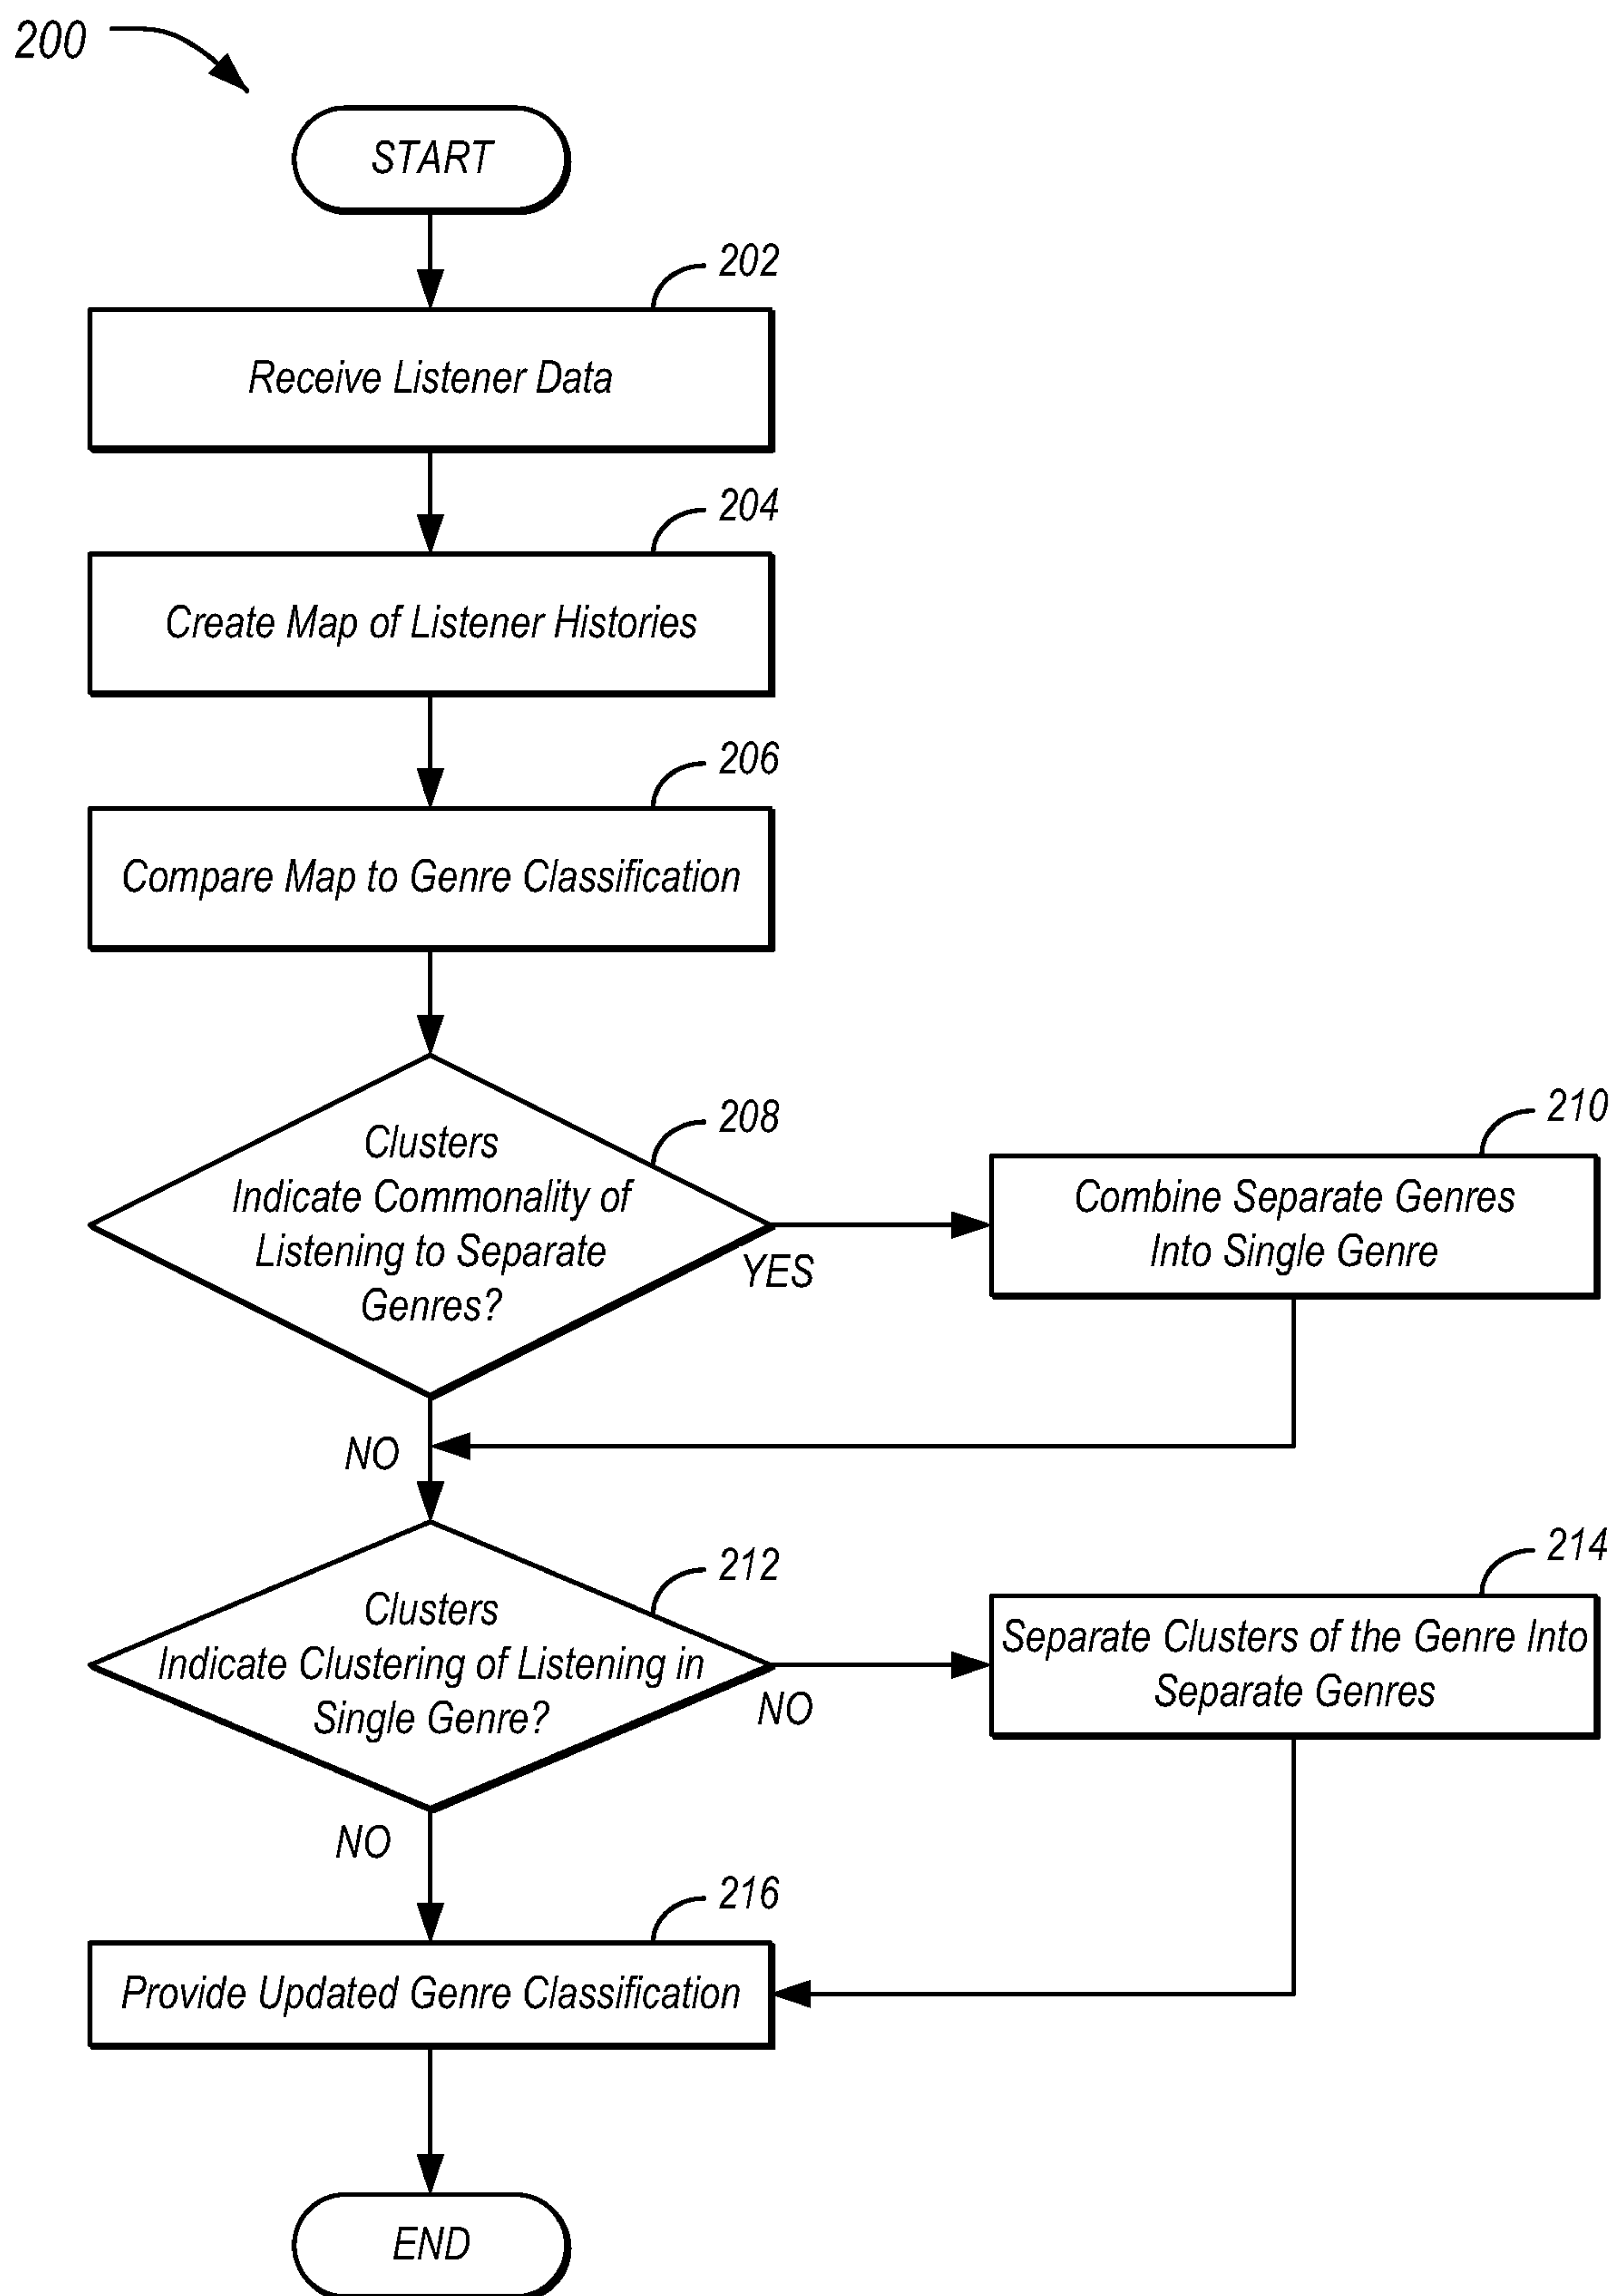 200
START
202
Receive Listener Data
204
Create Map of Listener Histories
206
Compare Map to Genre Classification
208
Clusters
Indicate Commonality of
Listening to Separate
Genres?
YES
210
Combine Separate Genres
Into Single Genre
NO
212
Clusters
Indicate Clustering of Listening in
Single Genre?
NO
214
Separate Clusters of the Genre Into
Separate Genres
NO
216
Provide Updated Genre Classification
END